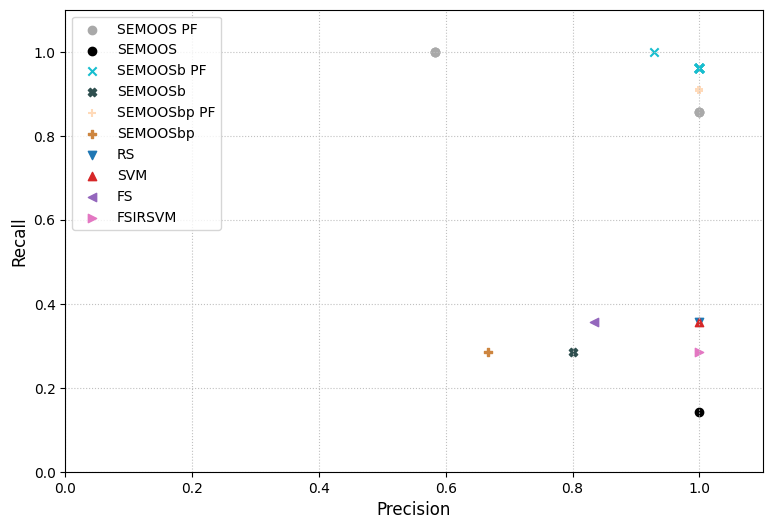 SEMOOS PF
SEMOOS
SEMOOSb PF
SEMOOSb
SEMOOSbp PF
SEMOOSbp
RS
SVM
FS
FSIRSVM
1.0
0.8
0.6
0.4
0.2
0.0
Recall
0.0 0.2 0.4 0.6 0.8 1.0
Precision